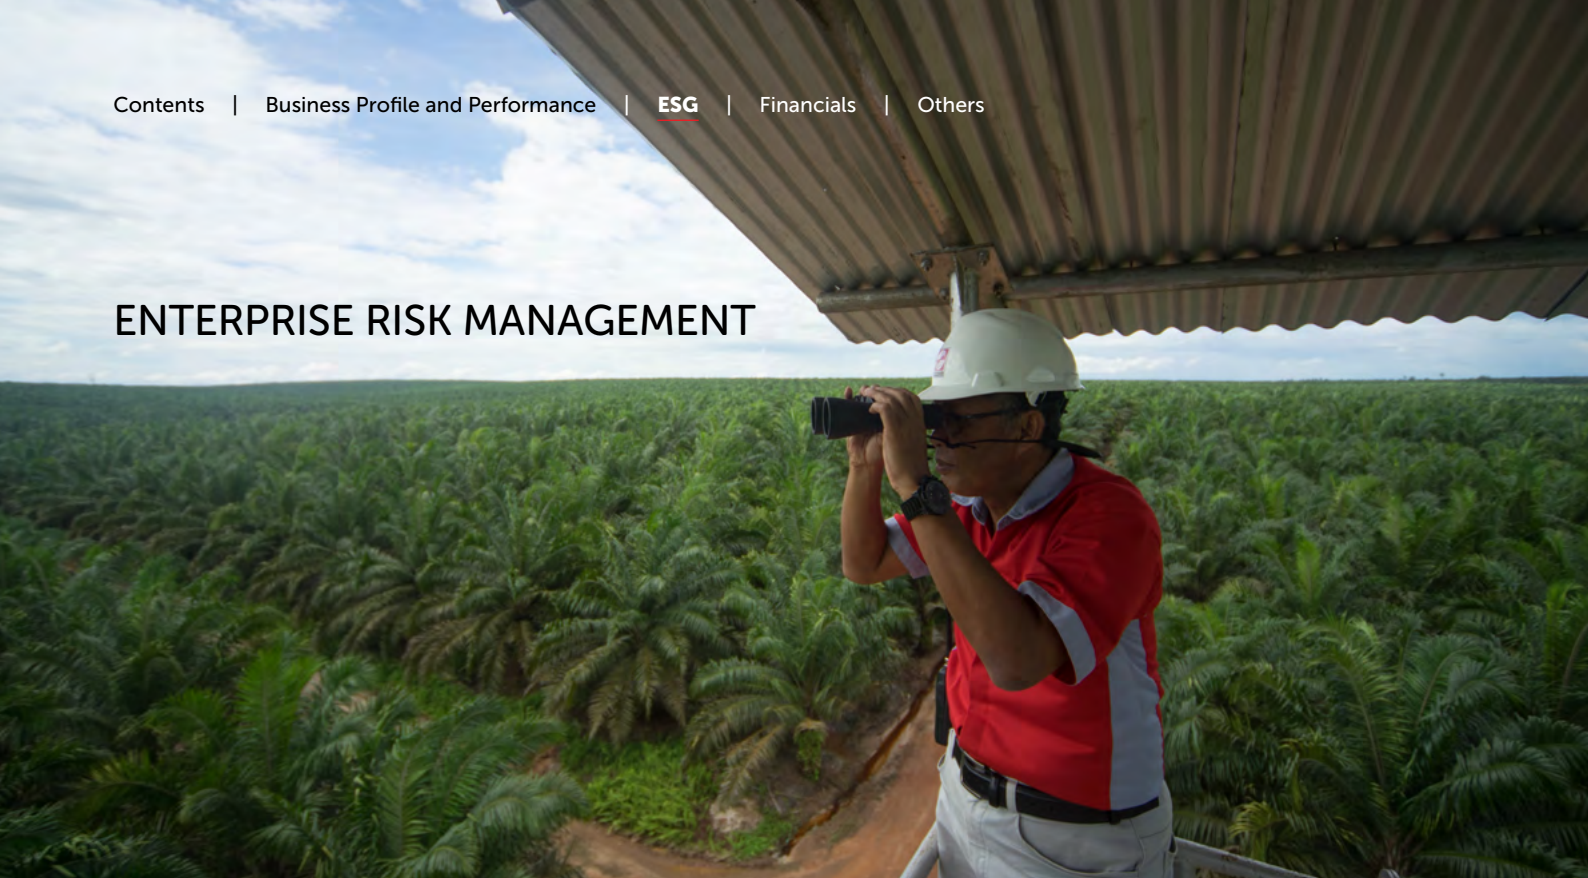 Contents | Business Profile and Performance | ESG | Financials | Others
ENTERPRISE RISK MANAGEMENT